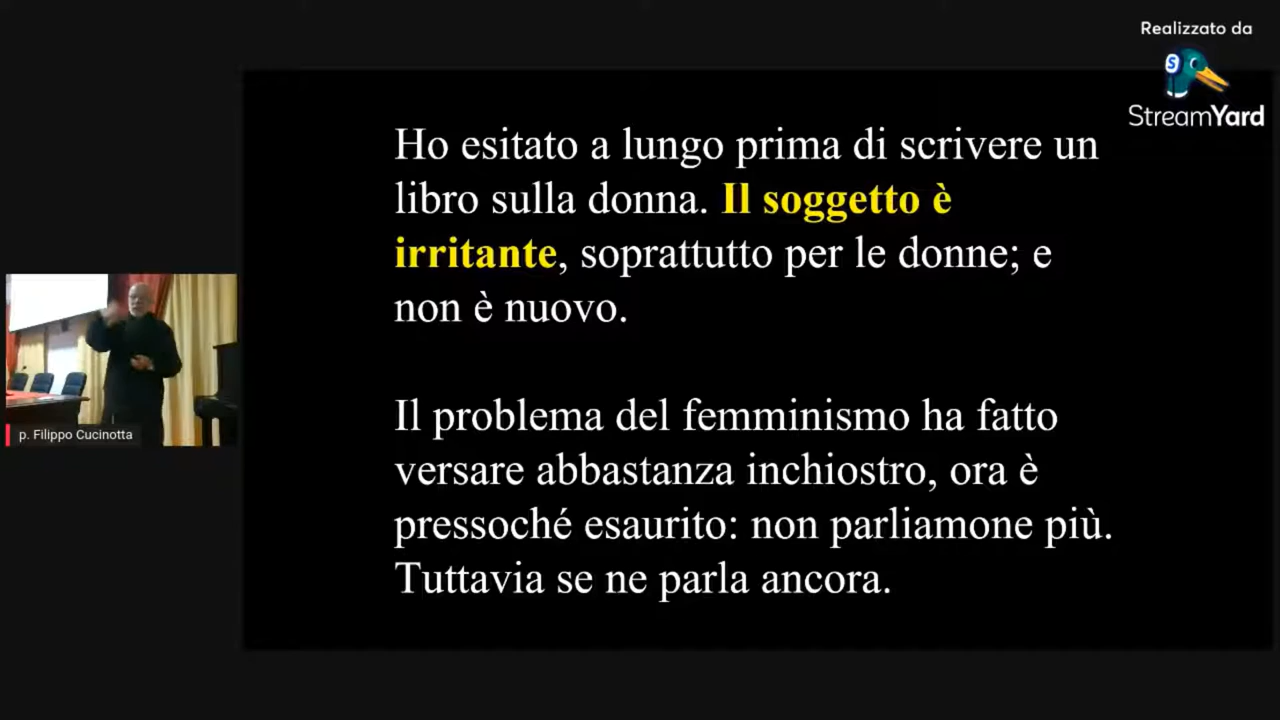 Realizzato da
S
StreamYard
Ho esitato a lungo prima di scrivere un
libro sulla donna. Il soggetto è
irritante, soprattutto per le donne; e
non è nuovo.
Il problema del femminismo ha fatto
versare abbastanza inchiostro, ora è
pressoché esaurito: non parliamone più.
Tuttavia se ne parla ancora.
p. Filippo Cucinotta